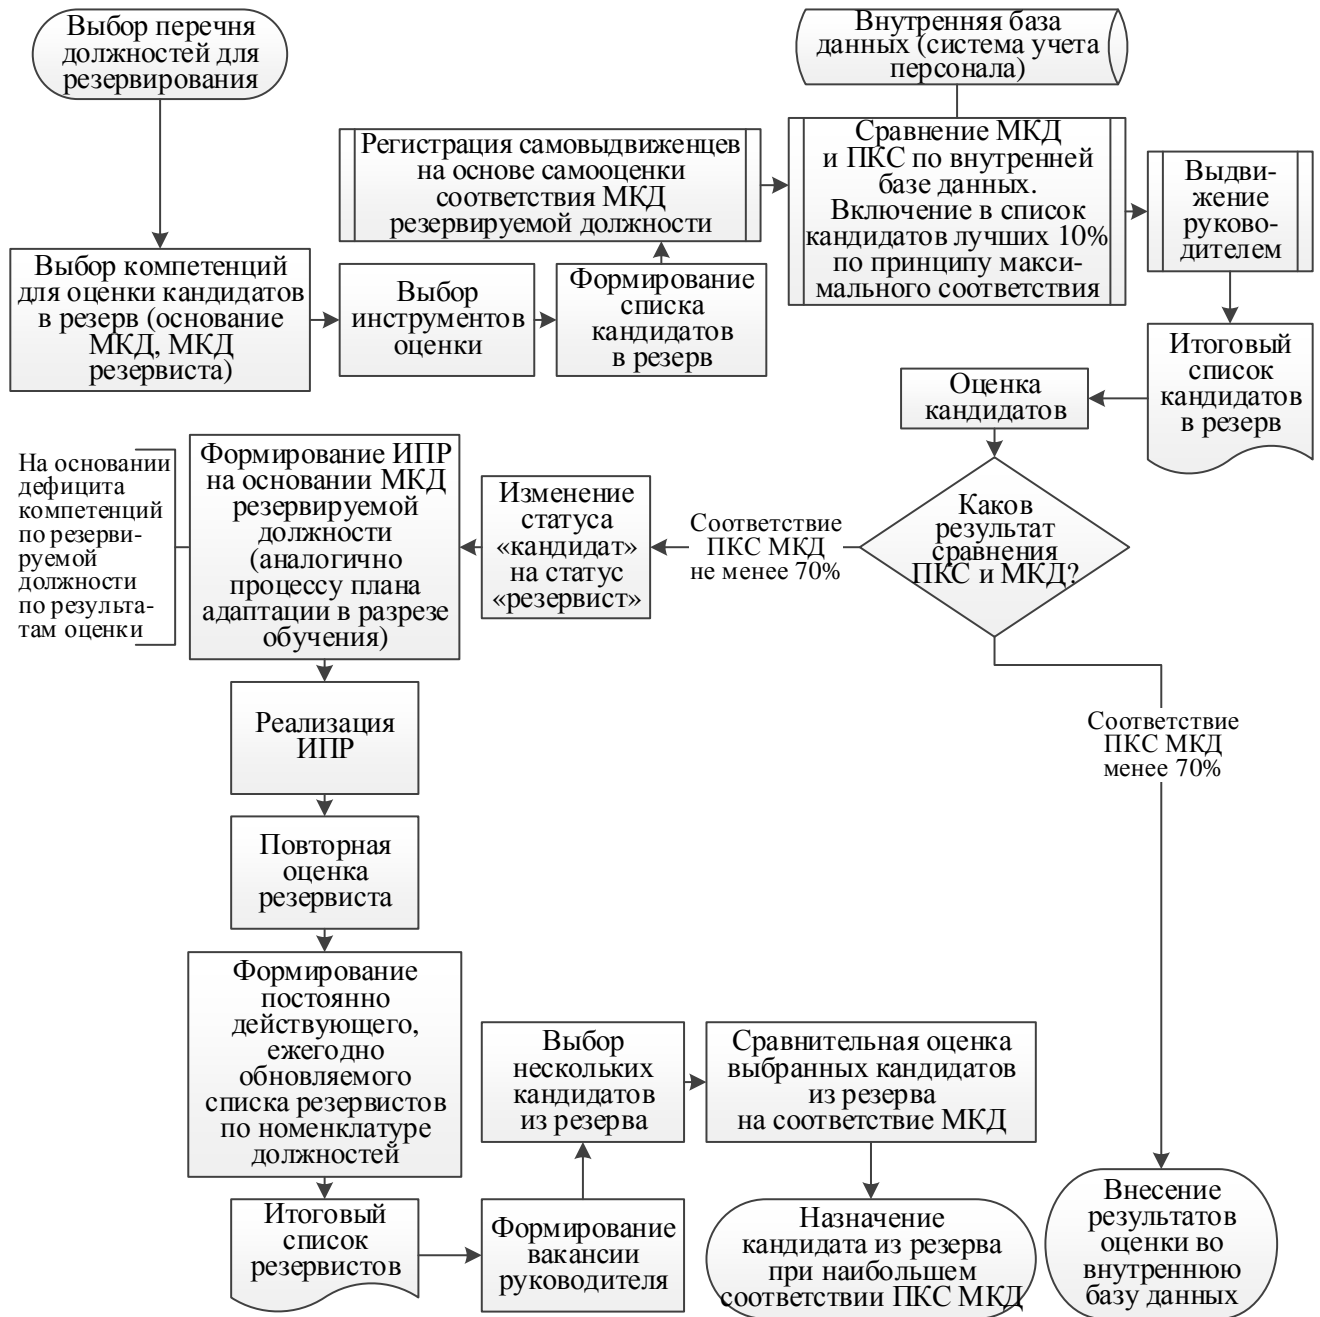 Выбор перечня
должностей для
резервирования
Внутренняя база
данных (система учета
персонала)
Регистрация самовыдвиженцев
на основе самооценки
соответствия МКД
резервируемой должности
Сравнение МКД
и ПКС по внутренней
базе данных.
Включение в список
кандидатов лучших 10%
по принципу макси-
мального соответствия
Выдви-
жение
руково-
дителем
Выбор компетенций
для оценки кандидатов
в резерв (основание
МКД, МКД
резервиста)
Выбор
инструментов
оценки
Формирование
списка
кандидатов
в резерв
Итоговый
список
кандидатов
в резерв
Оценка
кандидатов
Каков
результат
сравнения
ПКС и МКД?
Соответствие
ПКС МКД
не менее 70%
Изменение
статуса
«кандидат»
на статус
«резервист»
Формирование ИПР
на основании МКД
резервируемой
должности
(аналогично
процессу плана
адаптации в разрезе
обучения)
На основании
дефицита
компетенций
по резерви-
руемой
должности
по результа-
там оценки
Реализация
ИПР
Соответствие
ПКС МКД
менее 70%
Повторная
оценка
резервиста
Формирование
постоянно
действующего,
ежегодно
обновляемого
списка резервистов
по номенклатуре
должностей
Выбор
нескольких
кандидатов
из резерва
Сравнительная оценка
выбранных кандидатов
из резерва
на соответствие МКД
Итоговый
список
резервистов
Формирование
вакансии
руководителя
Назначение
кандидата из резерва
при наибольшем
соответствии ПКС МКД
Внесение
результатов
оценки во
внутреннюю
базу данных